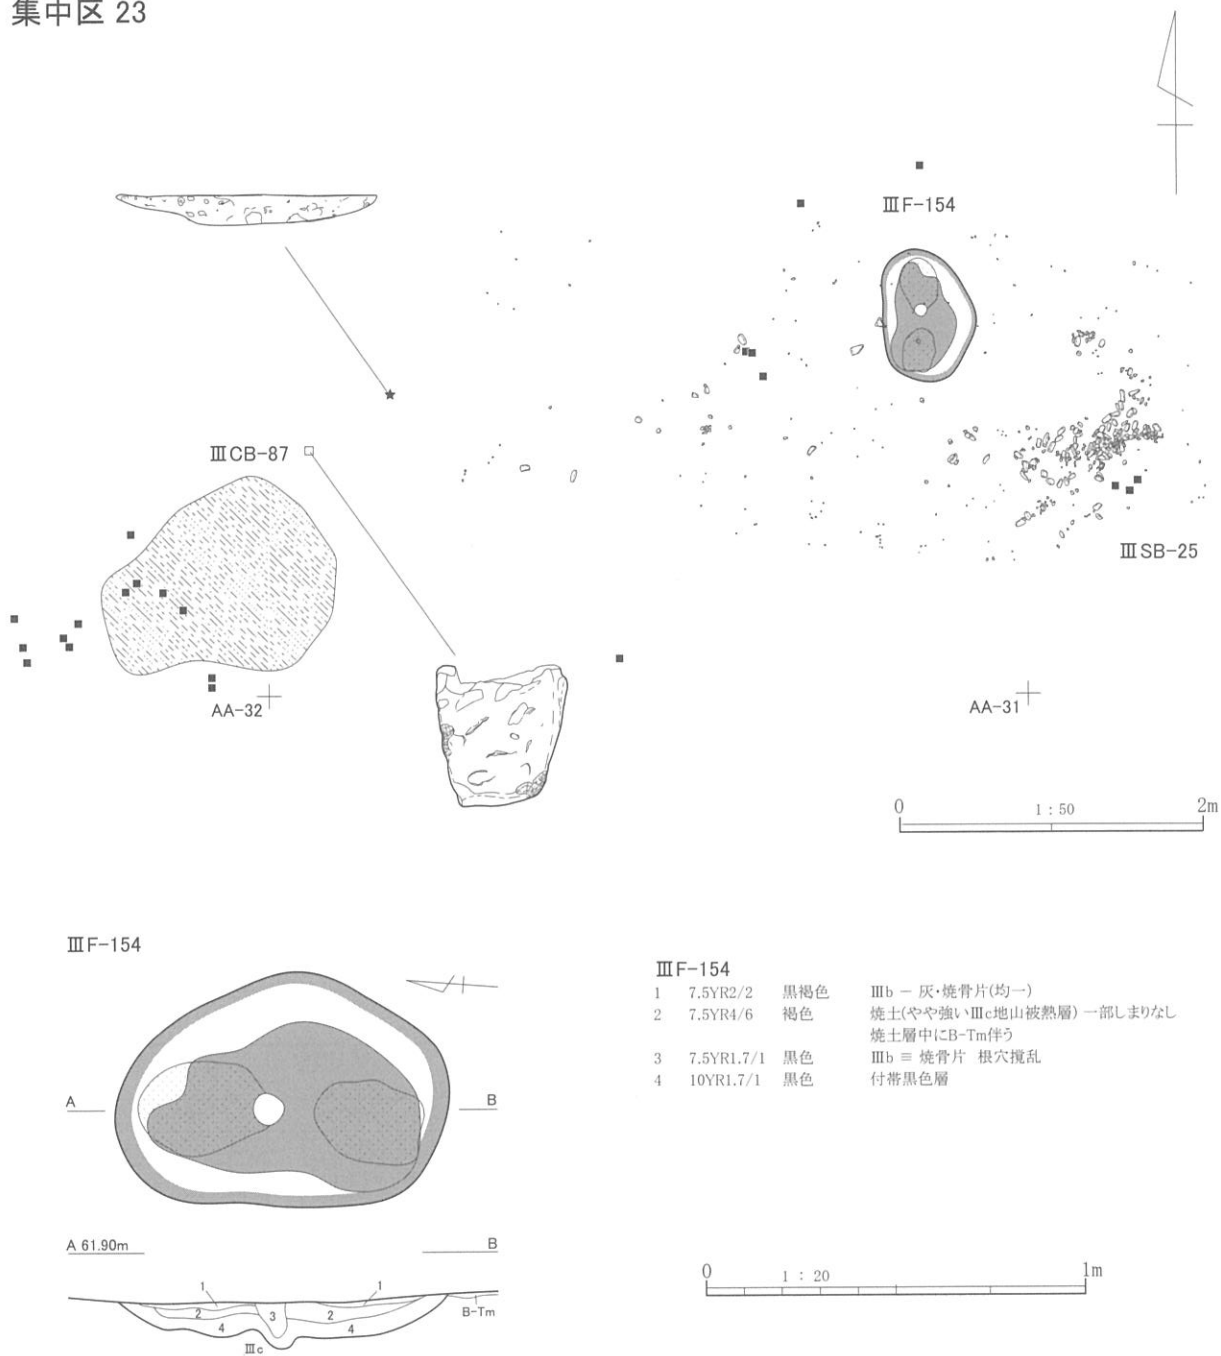 集中区 23
ⅢF-154
ⅢCB-87
ⅢSB-25
AA-32
AA-31
0 1:50 2m
ⅢF-154
A B
A 61.90m B
1 1
2 3 2
4 4
B-Tm
Ⅲc
ⅢF-154
1 7.5YR2/2 黒褐色 Ⅲb － 灰・焼骨片(均一)
2 7.5YR4/6 褐色 焼土(やや強いⅢc地山被熱層) 一部しまりなし
焼土層中にB-Tm伴う
3 7.5YR1.7/1 黒色 Ⅲb ≡ 焼骨片 根穴撹乱
4 10YR1.7/1 黒色 付帯黒色層
0 1 : 20 1m